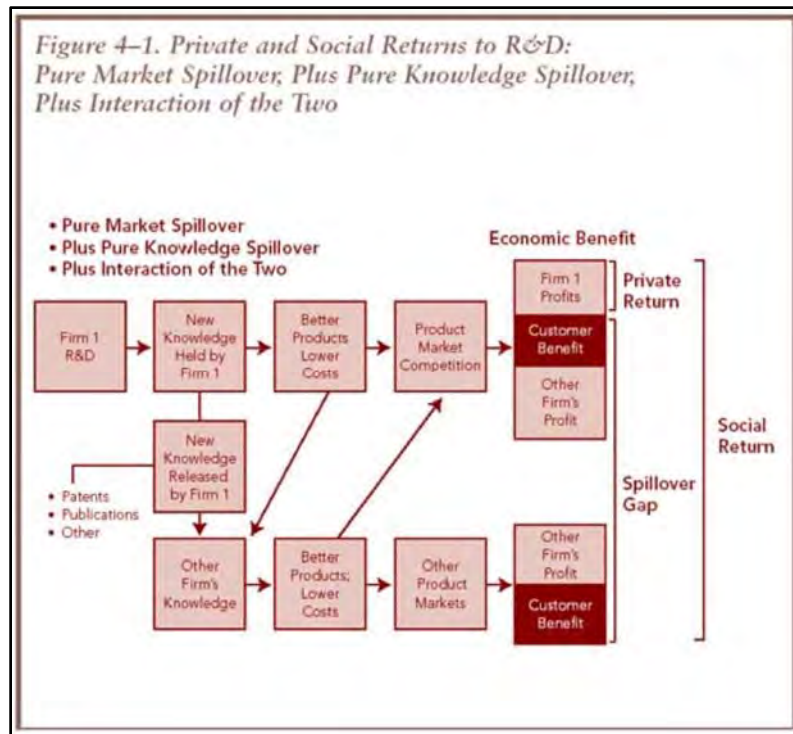 Figure 4–1. Private and Social Returns to R&D:
Pure Market Spillover, Plus Pure Knowledge Spillover,
Plus Interaction of the Two
• Pure Market Spillover
• Plus Pure Knowledge Spillover
• Plus Interaction of the Two
Economic Benefit
Firm 1
R&D
New
Knowledge
Held by
Firm 1
Better
Products
Lower
Costs
Product
Market
Competition
Firm 1
Profits
Customer
Benefit
Other
Firm's
Profit
Private
Return
Social
Return
Spillover
Gap
New
Knowledge
Released
by Firm 1
• Patents
• Publications
• Other
Other
Firm's
Knowledge
Better
Products;
Lower
Costs
Other
Product
Markets
Other
Firm's
Profit
Customer
Benefit